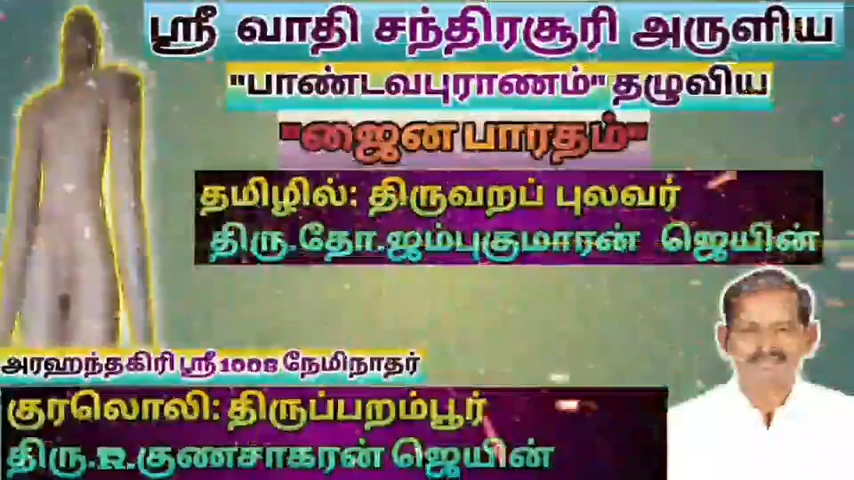 ஸ்ரீ வாதி சந்திரசூரி அருளிய
"பாண்டவபுராணம்" தழுவிய
"ஜைன பாரதம்"
தமிழில்: திருவறப் புலவர்
திரு.தோ.ஜம்புகுமாரன் ஜெயின்
அரஹந்தகிரி ஸ்ரீ 1008 நேமிநாதர்
குரலொலி: திருப்பறம்பூர்
திரு.R.குணசாகரன் ஜெயின்